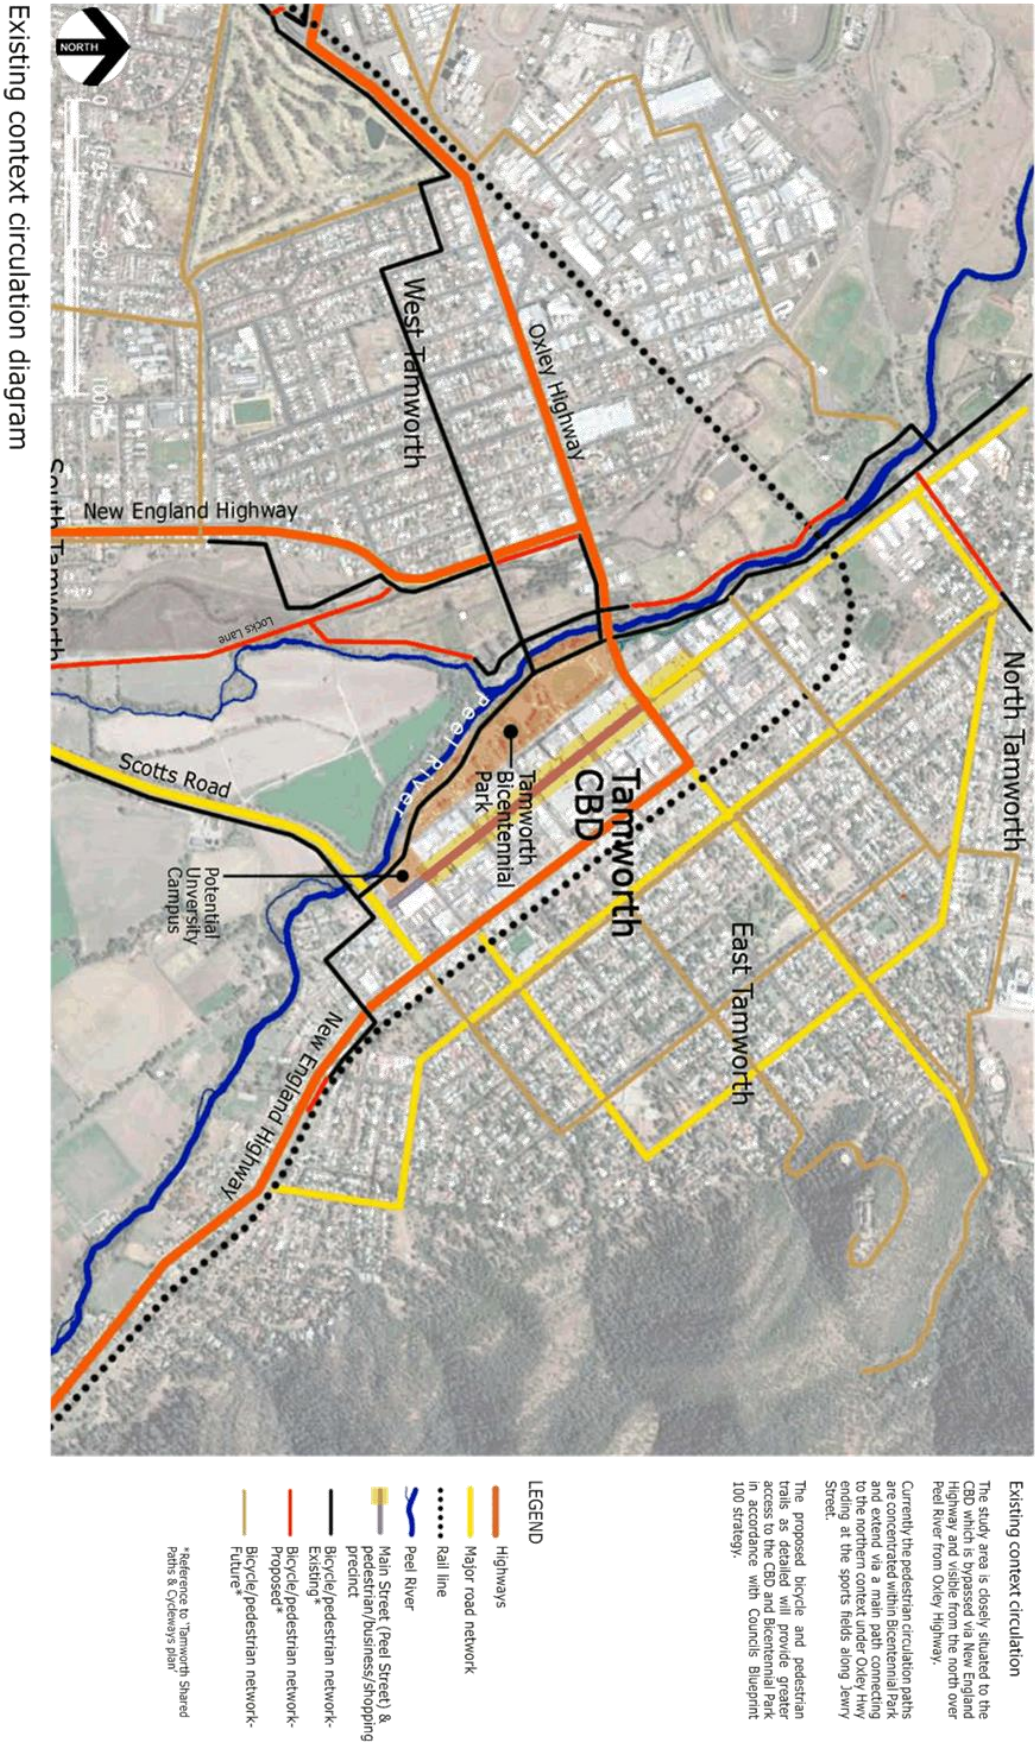 Existing context circulation diagram
NORTH
0
West Tamworth
Oxley Highway
New England Highway
South Tamworth
Locks Lane
Peel River
Scotts Road
Tamworth
Bicentennial
Park
Tamworth
CBD
North Tamworth
East Tamworth
Potential
Unversity
Campus
New England Highway
Existing context circulation
The study area is closely situated to the
CBD which is bypassed via New England
Highway and visible from the north over
Peel River from Oxley Highway.
Currently the pedestrian circulation paths
are concentrated within Bicentennial Park
and extend via a main path connecting
to the northern context under Oxley Hwy
ending at the sports fields along Jewry
Street.
The proposed bicycle and pedestrian
trails as detailed will provide greater
access to the CBD and Bicentennial Park
in accordance with Councils Blueprint
100 strategy.
LEGEND
Highways
Major road network
Rail line
Peel River
Main Street (Peel Street) &
pedestrian/business/shopping
precinct
Bicycle/pedestrian network-
Existing*
Bicycle/pedestrian network-
Proposed*
Bicycle/pedestrian network-
Future*
*Reference to 'Tamworth Shared
Paths & Cycleways plan'